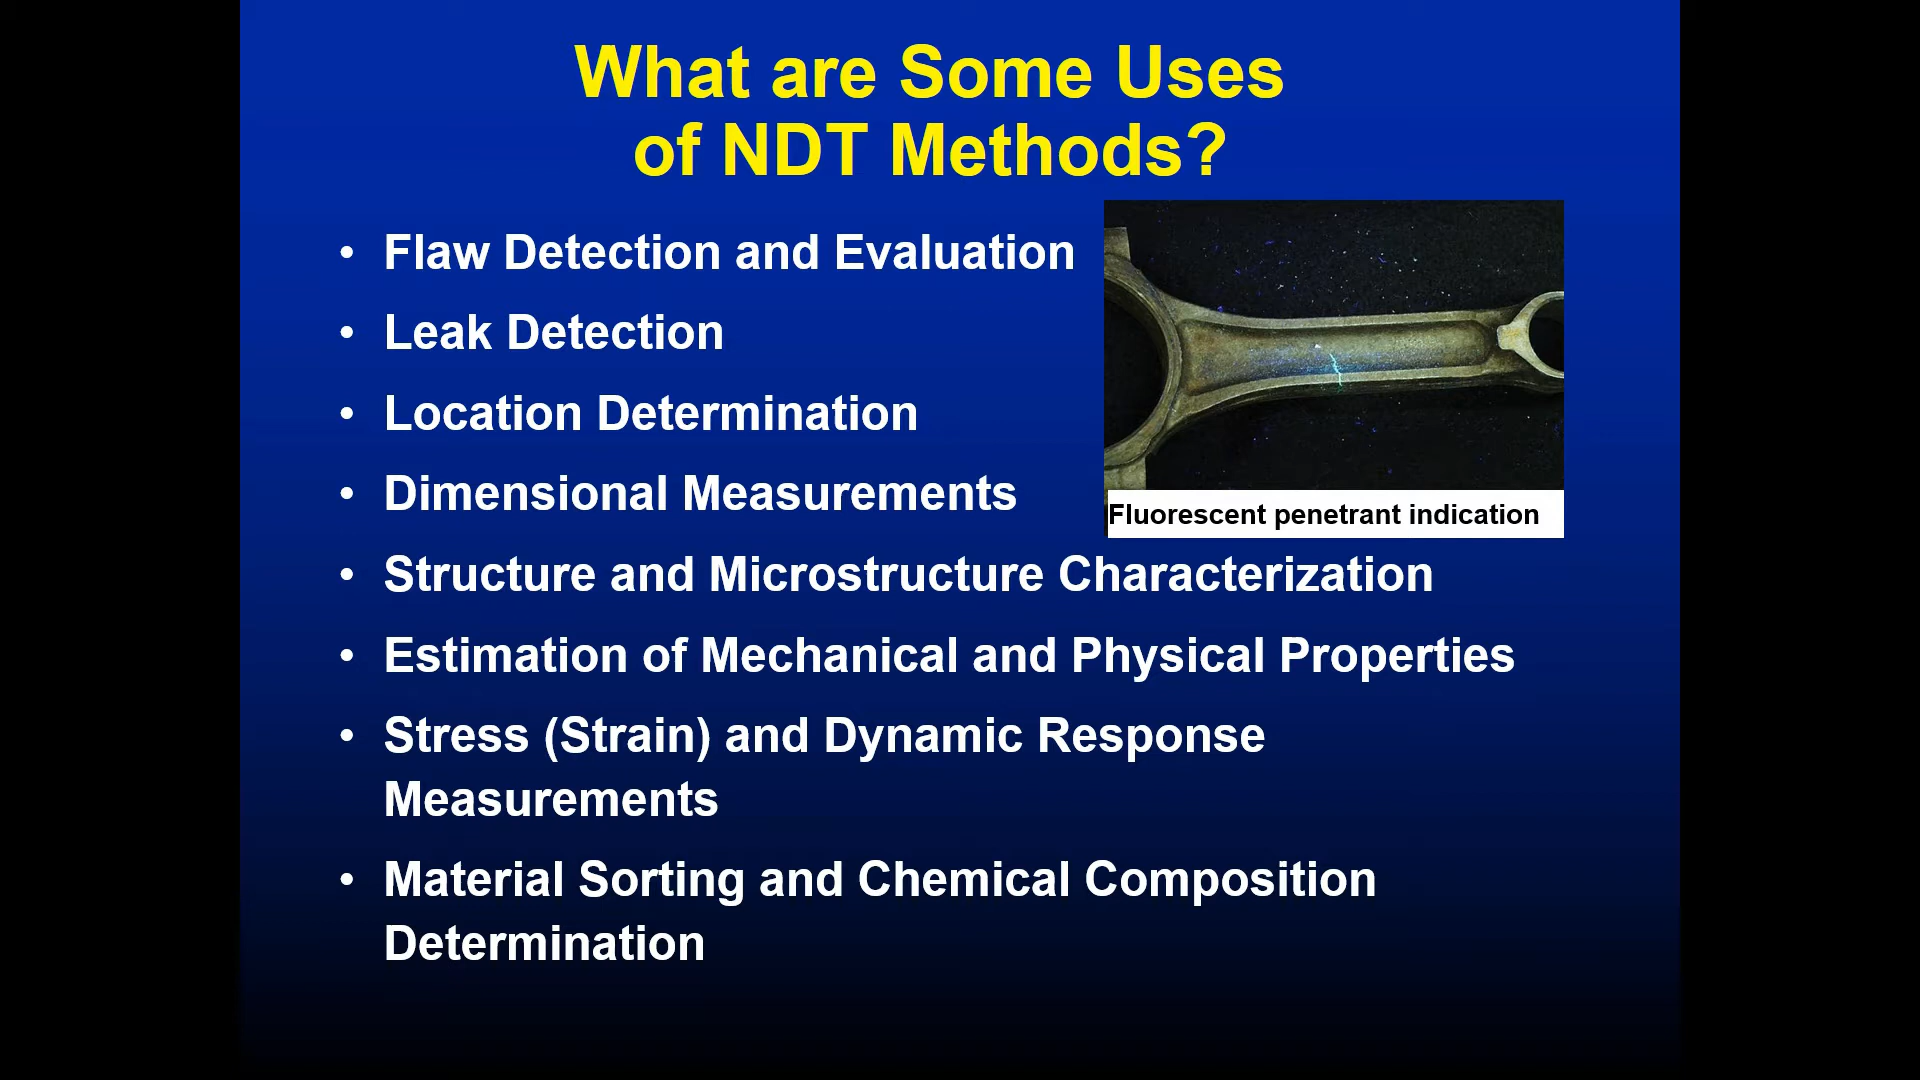 What are Some Uses
of NDT Methods?
• Flaw Detection and Evaluation
• Leak Detection
• Location Determination
• Dimensional Measurements
Fluorescent penetrant indication
• Structure and Microstructure Characterization
• Estimation of Mechanical and Physical Properties
• Stress (Strain) and Dynamic Response
Measurements
• Material Sorting and Chemical Composition
Determination